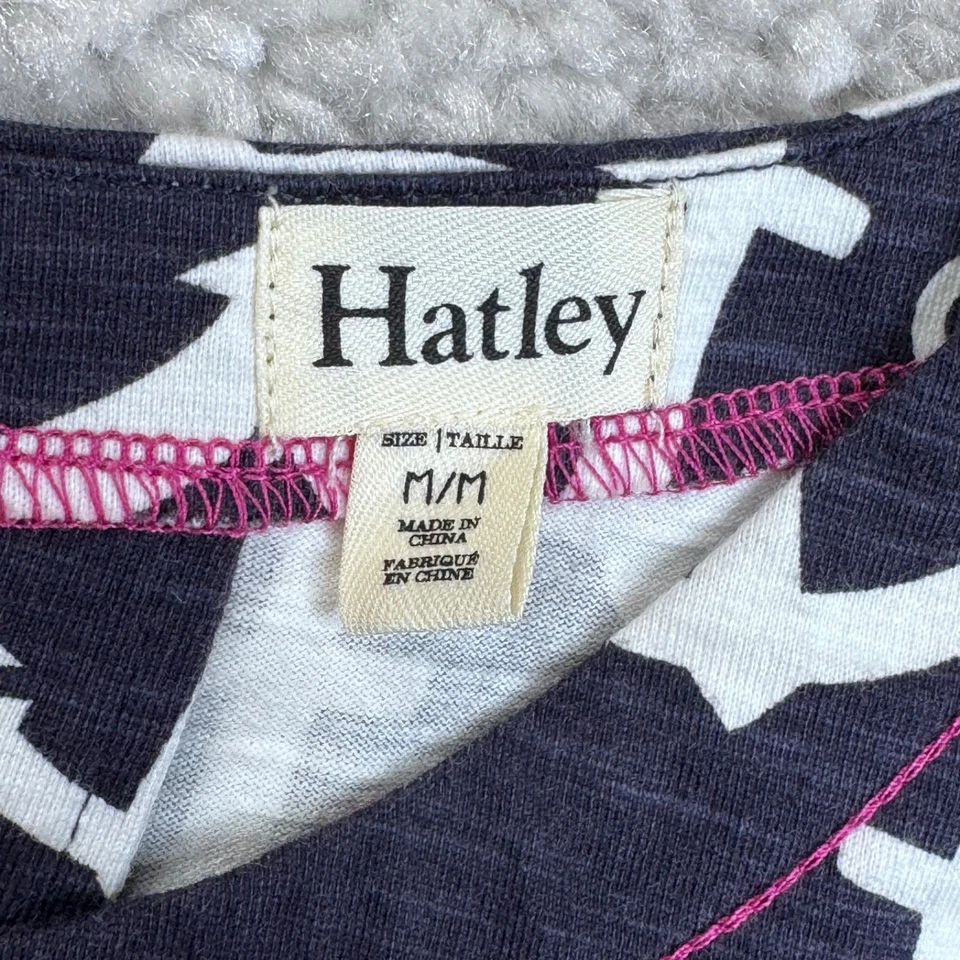 Hatley
SIZE | TAILLE
M/M
MADE IN
CHINA
FABRIQUÉ
EN CHINE